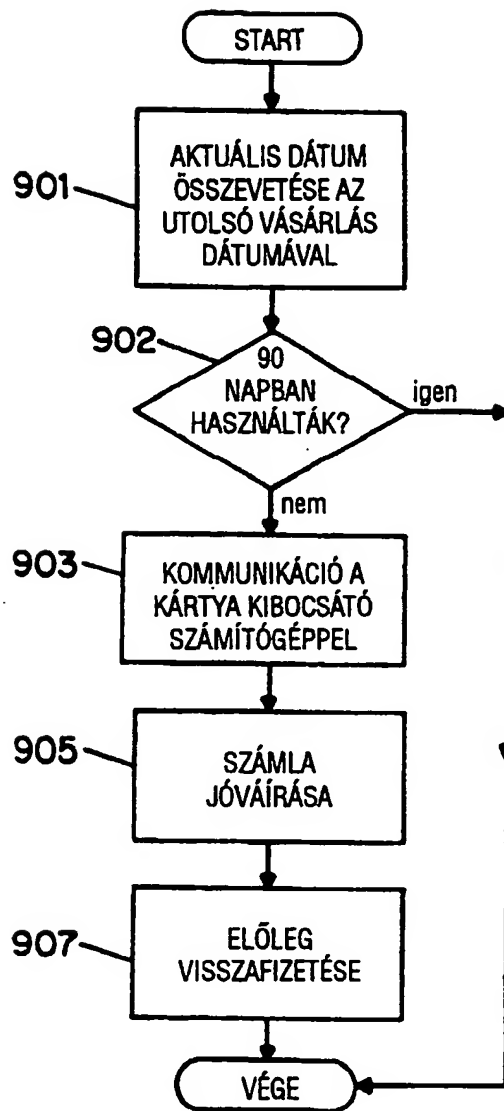 START
901
AKTUÁLIS DÁTUM
ÖSSZEVETÉSE AZ
UTOLSÓ VÁSÁRLÁS
DÁTUMÁVAL
902
90
NAPBAN
HASZNÁLTÁK?
igen
nem
903
KOMMUNIKÁCIÓ A
KÁRTYA KIBOCSÁTÓ
SZÁMÍTÓGÉPPEL
905
SZÁMLA
JÓVÁÍRÁSA
907
ELŐLEG
VISSZAFIZETÉSE
VÉGE